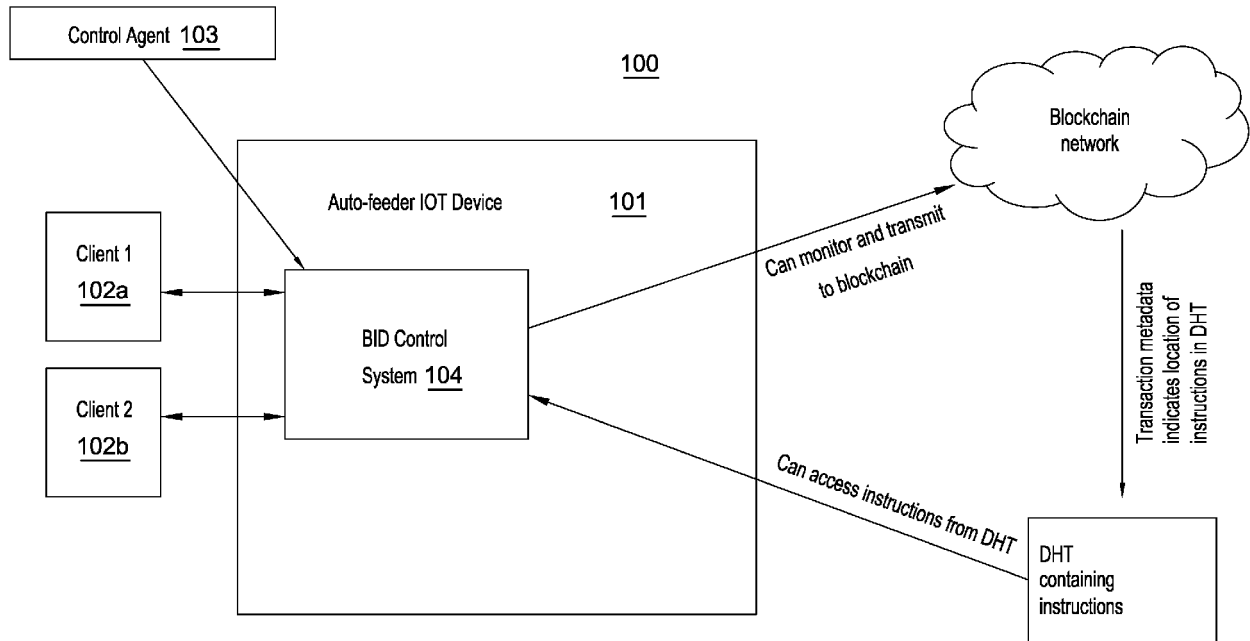 Control Agent 103
100
Blockchain
network
Auto-feeder IOT Device 101
Client 1
102a
BID Control
System 104
Client 2
102b
Can monitor and transmit
to blockchain
Transaction metadata
indicates location of
instructions in DHT
Can access instructions from DHT
DHT
containing
instructions